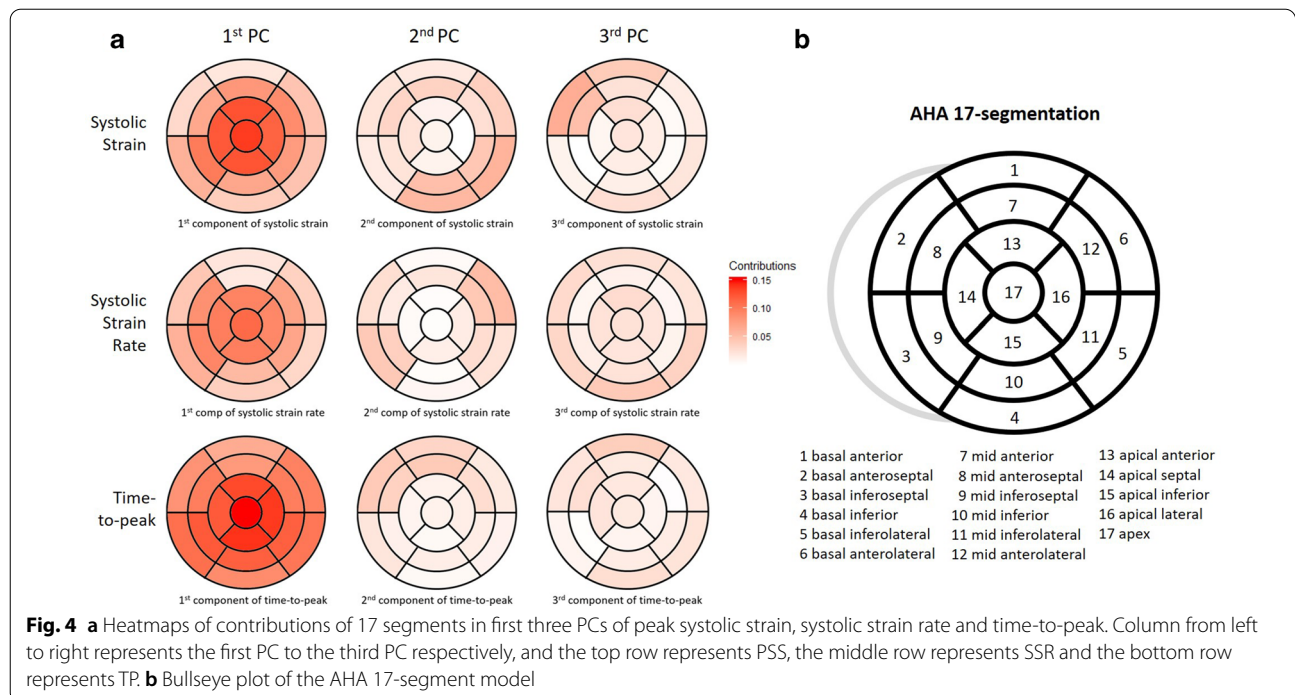 a
1st PC
2nd PC
3rd PC
Systolic
Strain
1st component of systolic strain
2nd component of systolic strain
3rd component of systolic strain
Systolic
Strain
Rate
1st comp of systolic strain rate
2nd comp of systolic strain rate
3rd comp of systolic strain rate
Time-
to-peak
1st component of time-to-peak
2nd component of time-to-peak
3rd component of time-to-peak
Contributions
0.15
0.10
0.05
b
AHA 17-segmentation
1
7
2
8
13
12
6
14
17
16
3
9
15
11
5
10
4
1 basal anterior
2 basal anteroseptal
3 basal inferoseptal
4 basal inferior
5 basal inferolateral
6 basal anterolateral
7 mid anterior
8 mid anteroseptal
9 mid inferoseptal
10 mid inferior
11 mid inferolateral
12 mid anterolateral
13 apical anterior
14 apical septal
15 apical inferior
16 apical lateral
17 apex
Fig. 4 a Heatmaps of contributions of 17 segments in first three PCs of peak systolic strain, systolic strain rate and time-to-peak. Column from left
to right represents the first PC to the third PC respectively, and the top row represents PSS, the middle row represents SSR and the bottom row
represents TP. b Bullseye plot of the AHA 17-segment model